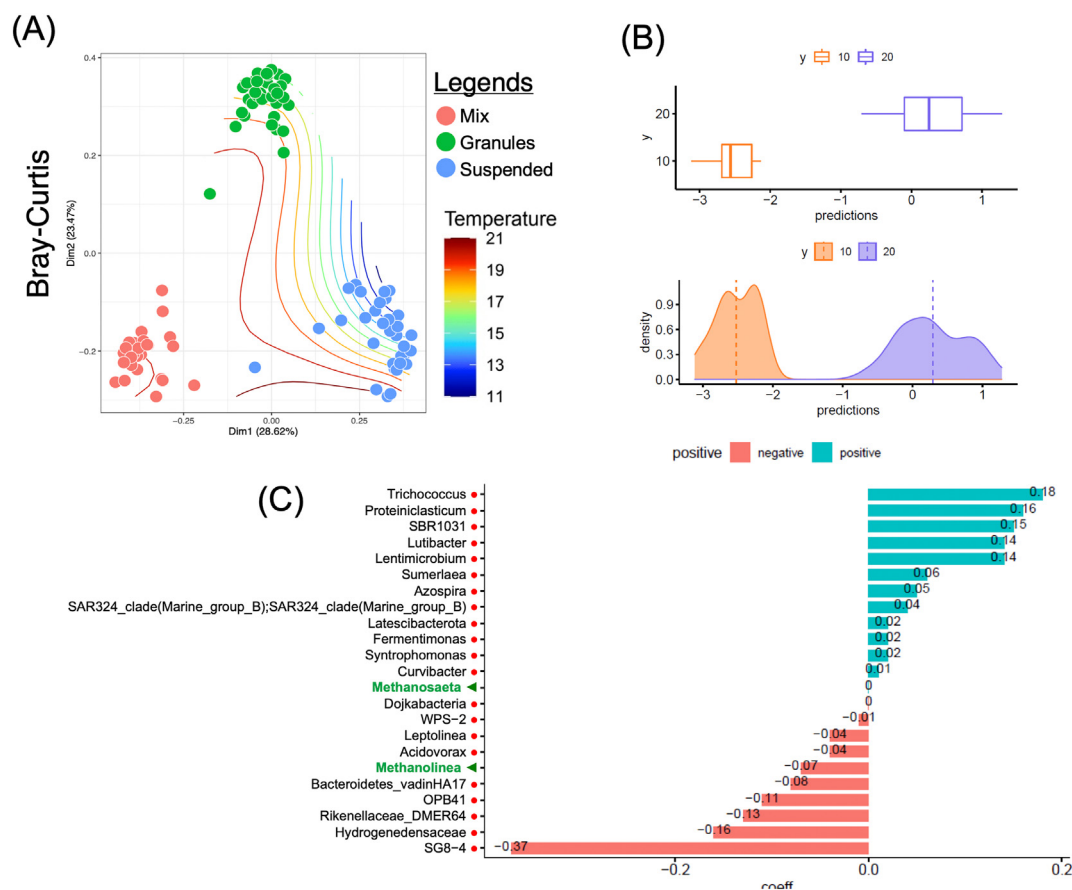 (A)
Bray-Curtis
Dim2 (23.47%)
0.4
0.2
0.0
−0.2
−0.25
0.00
0.25
Dim1 (28.62%)
Legends
Mix
Granules
Suspended
Temperature
21
19
17
15
13
11
(B)
y 10 20
y
20
10
−3 −2 −1 0 1
predictions
y 10 20
density
0.9
0.6
0.3
0.0
−3 −2 −1 0 1
predictions
positive negative positive
(C)
Trichococcus 0.18
Proteiniclasticum 0.16
SBR1031 0.15
Lutibacter 0.14
Lentimicrobium 0.14
Sumerlaea 0.06
Azospira 0.05
SAR324_clade(Marine_group_B);SAR324_clade(Marine_group_B) 0.04
Latescibacterota 0.02
Fermentimonas 0.02
Syntrophomonas 0.02
Curvibacter 0.01
Methanosaeta 0
Dojkabacteria 0
WPS-2 −0.01
Leptolinea −0.04
Acidovorax −0.04
Methanolinea −0.07
Bacteroidetes_vadinHA17 −0.08
OPB41 −0.11
Rikenellaceae_DMER64 −0.13
Hydrogenedensaceae −0.16
SG8-4 −0.37
−0.2 0.0 0.2
coeff